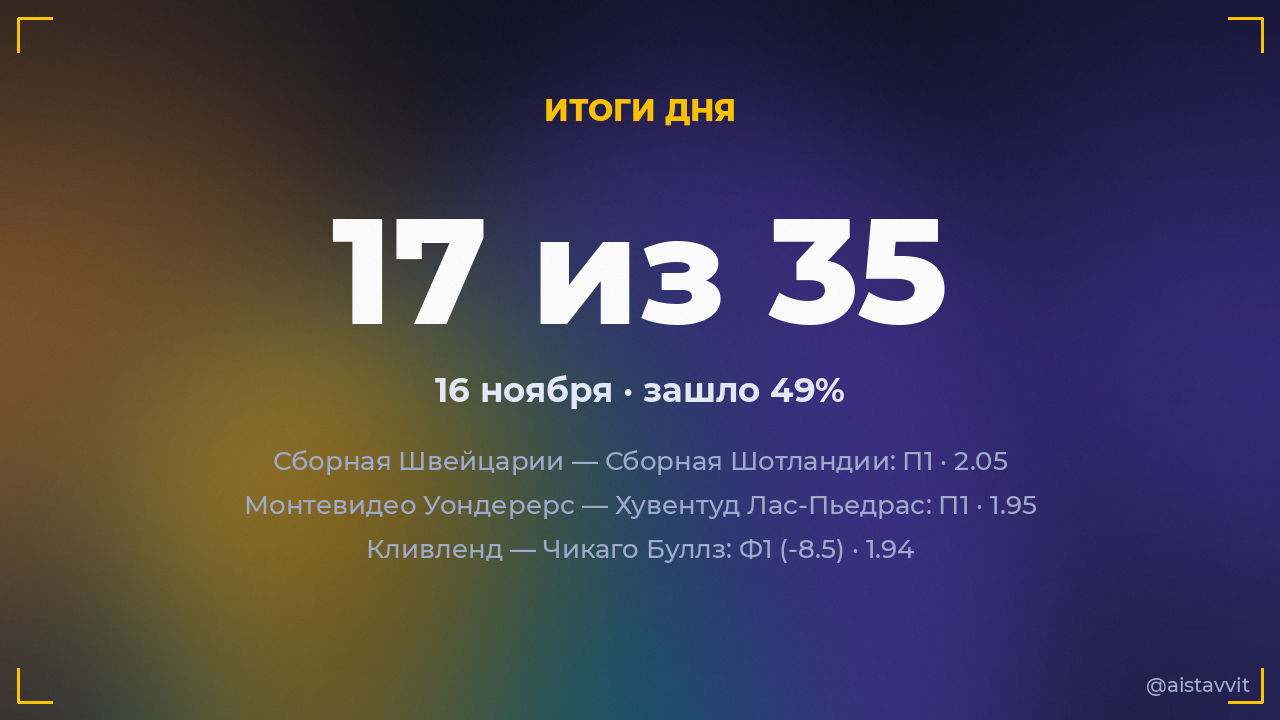 ИТОГИ ДНЯ
17 из 35
16 ноября · зашло 49%
Сборная Швейцарии — Сборная Шотландии: П1 · 2.05
Монтевидео Уондерерс — Хувентуд Лас-Пьедрас: П1 · 1.95
Кливленд — Чикаго Буллз: Ф1 (-8.5) · 1.94
@aistavvit